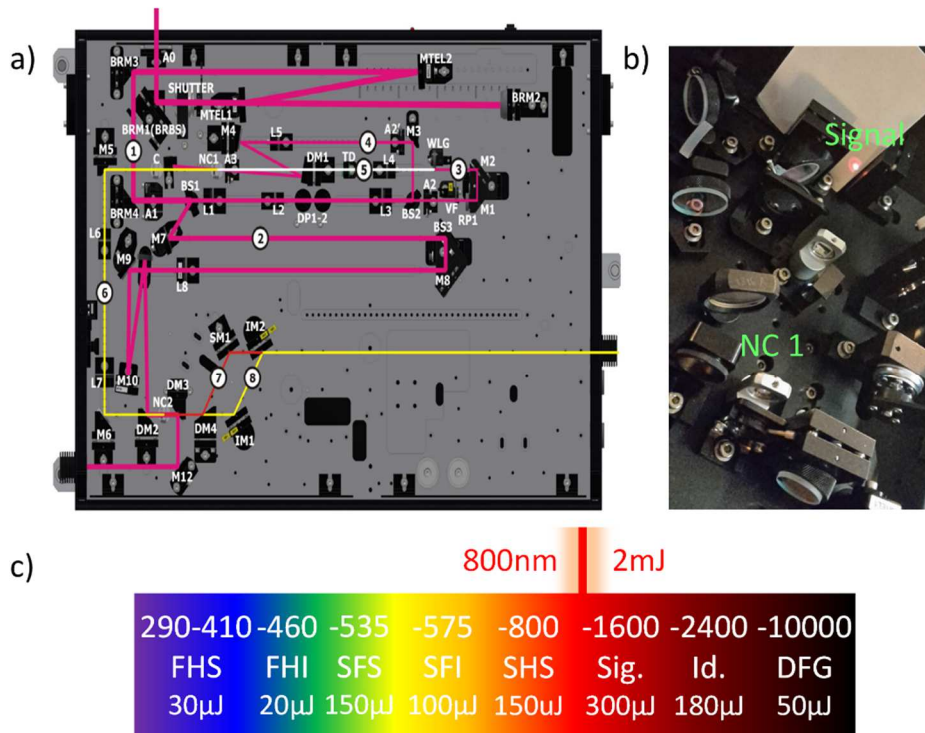 a)
b)
BRM3 A0 MTEL2
SHUTTER BRM2
BRM1(BRBS) MTEL1
M5 M4 L5 A2' M3
1 4
C NC1 A3 DM1 TD L4 WLG M2
5 3
BS1
BRM4 A1 L1 L2 DP1-2 L3 BS2 A2 VF RP1 M1
L6 M7 2 BS3
M9
L8 M8
6
SM1 IM2
L7 M10 DM3 7 8
NC2
M6 DM2 DM4 IM1
M12
Signal
NC 1
c)
800nm 2mJ
290-410 -460 -535 -575 -800 -1600 -2400 -10000
FHS FHI SFS SFI SHS Sig. Id. DFG
30µJ 20µJ 150µJ 100µJ 150uJ 300µJ 180µJ 50µJ